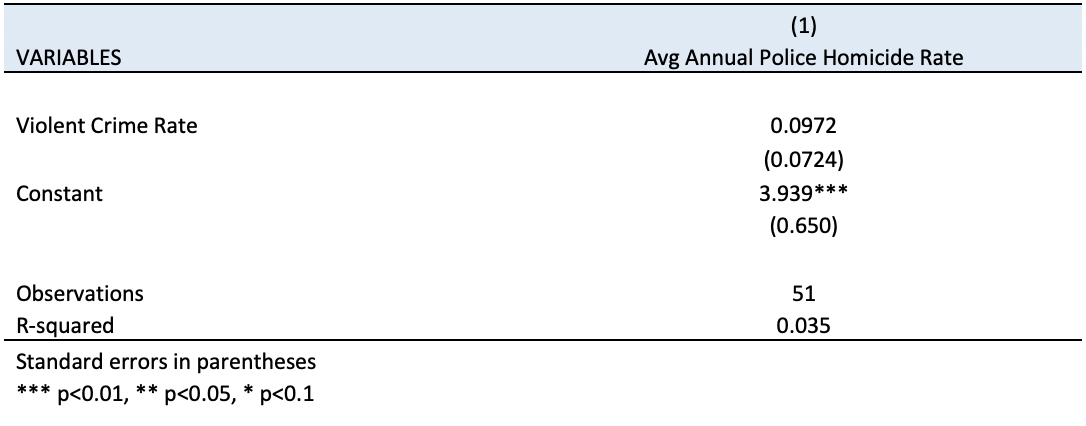 (1)
VARIABLES Avg Annual Police Homicide Rate
Violent Crime Rate 0.0972
(0.0724)
Constant 3.939***
(0.650)
Observations 51
R-squared 0.035
Standard errors in parentheses
*** p<0.01, ** p<0.05, * p<0.1